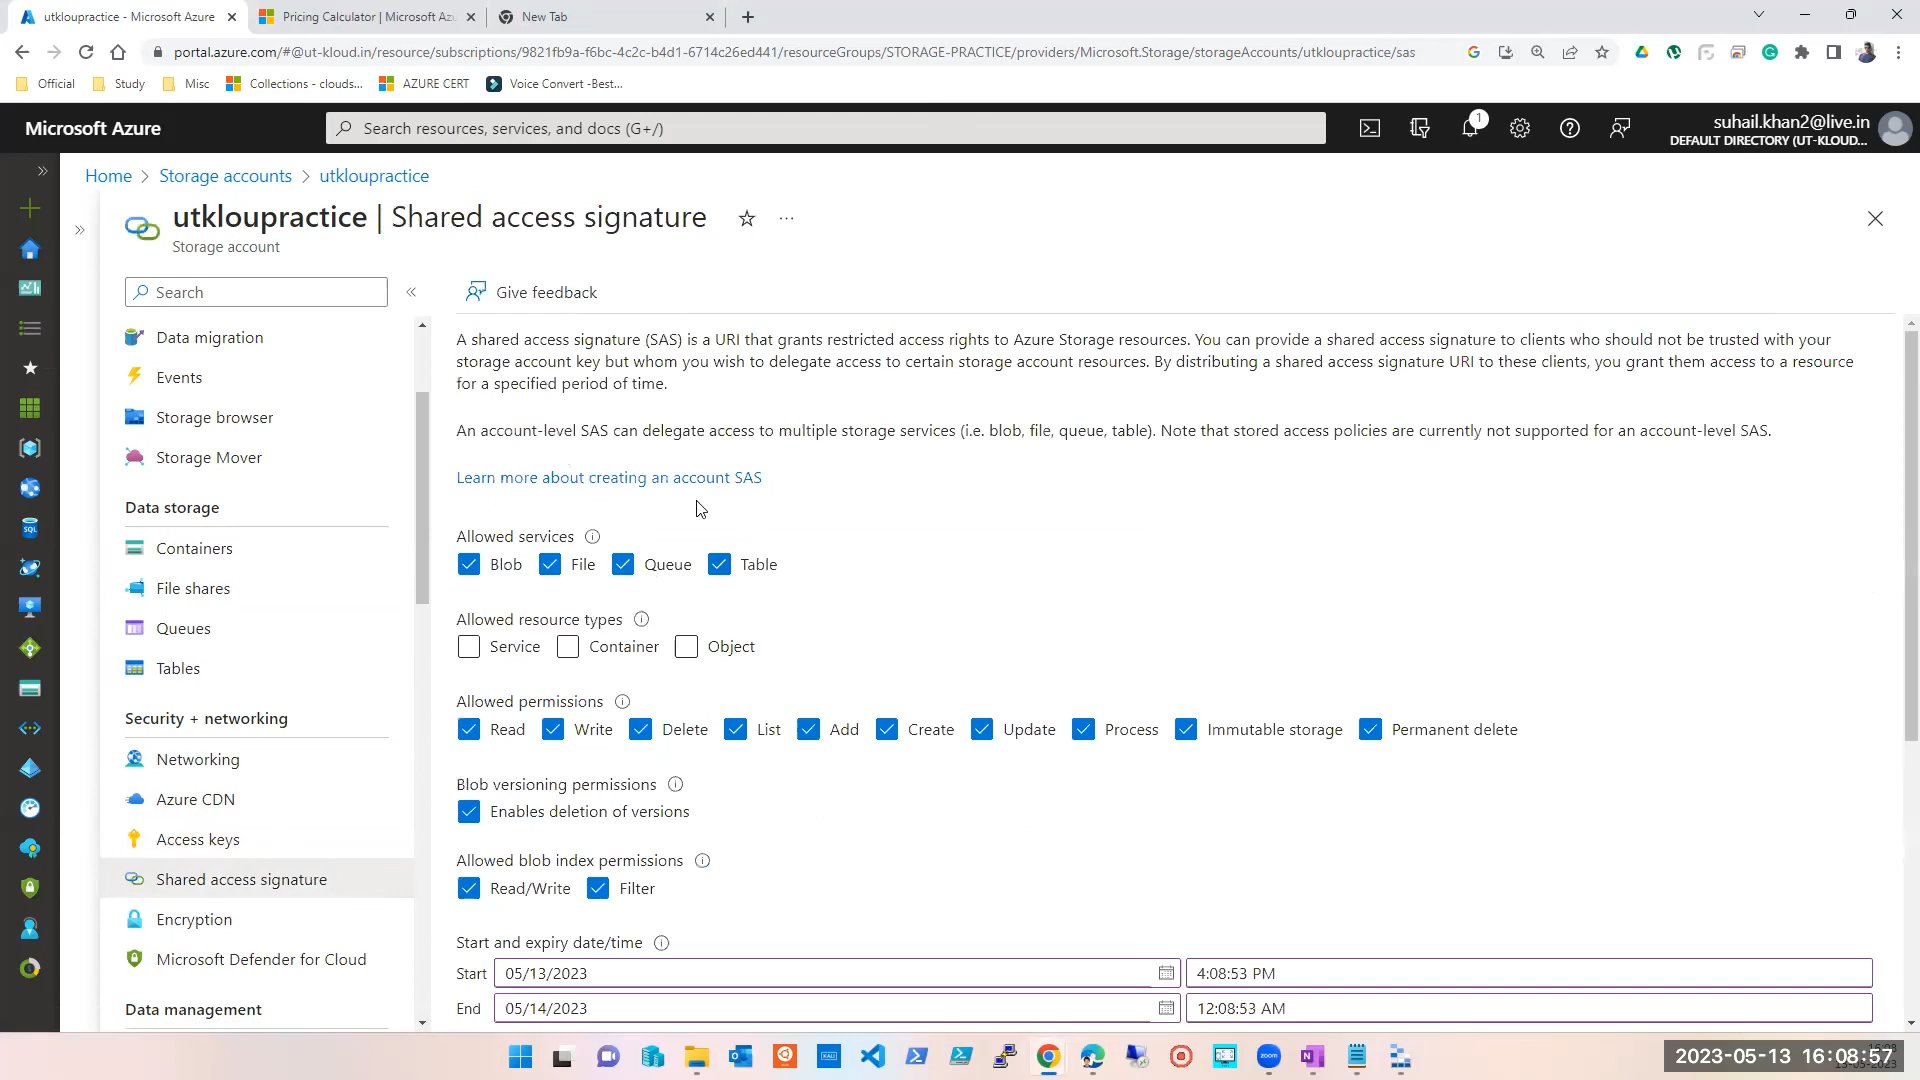 utkloupractice - Microsoft Azure
Pricing Calculator | Microsoft Azu
New Tab
portal.azure.com/#@ut-kloud.in/resource/subscriptions/9821fb9a-f6bc-4c2c-b4d1-6714c26ed441/resourceGroups/STORAGE-PRACTICE/providers/Microsoft.Storage/storageAccounts/utkloupractice/sas
Official
Study
Misc
Collections - clouds...
AZURE CERT
Voice Convert -Best...
Microsoft Azure
Search resources, services, and docs (G+/)
1
suhail.khan2@live.in
DEFAULT DIRECTORY (UT-KLOUD...
Home > Storage accounts > utkloupractice
utkloupractice | Shared access signature
Storage account
Search
Give feedback
Data migration
Events
Storage browser
Storage Mover
Data storage
Containers
File shares
Queues
Tables
Security + networking
Networking
Azure CDN
Access keys
Shared access signature
Encryption
Microsoft Defender for Cloud
Data management
A shared access signature (SAS) is a URI that grants restricted access rights to Azure Storage resources. You can provide a shared access signature to clients who should not be trusted with your
storage account key but whom you wish to delegate access to certain storage account resources. By distributing a shared access signature URI to these clients, you grant them access to a resource
for a specified period of time.
An account-level SAS can delegate access to multiple storage services (i.e. blob, file, queue, table). Note that stored access policies are currently not supported for an account-level SAS.
Learn more about creating an account SAS
Allowed services
Blob File Queue Table
Allowed resource types
Service Container Object
Allowed permissions
Read Write Delete List Add Create Update Process Immutable storage Permanent delete
Blob versioning permissions
Enables deletion of versions
Allowed blob index permissions
Read/Write Filter
Start and expiry date/time
Start 05/13/2023 4:08:53 PM
End 05/14/2023 12:08:53 AM
2023-05-13 16:08:57